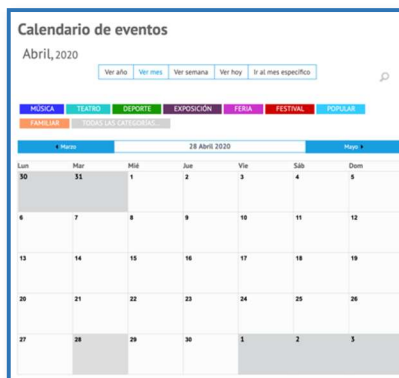 Calendario de eventos
Abril, 2020
Ver año Ver mes Ver semana Ver hoy Ir al mes específico
MÚSICA TEATRO DEPORTE EXPOSICIÓN FERIA FESTIVAL POPULAR
FAMILIAR TODAS LAS CATEGORÍAS...
Marzo 28 Abril 2020 Mayo
Lun Mar Mié Jue Vie Sáb Dom
30 31 1 2 3 4 5
6 7 8 9 10 11 12
13 14 15 16 17 18 19
20 21 22 23 24 25 26
27 28 29 30 1 2 3